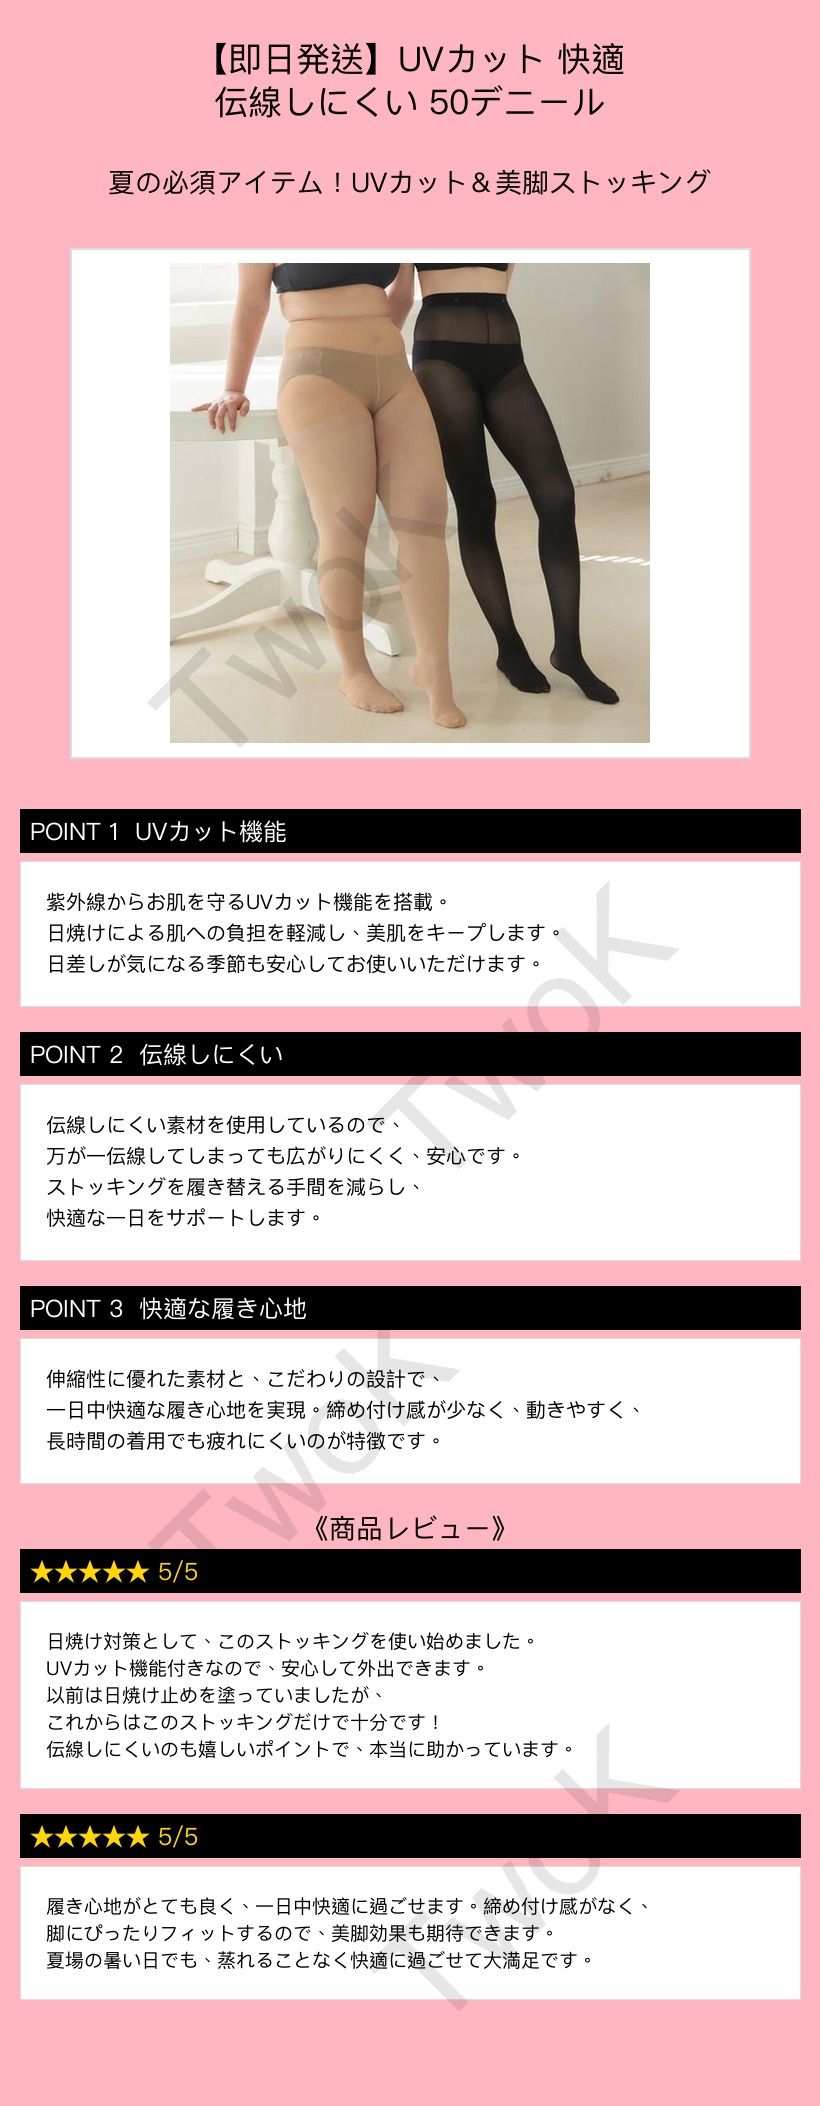 【即日発送】UVカット 快適
伝線しにくい 50デニール
夏の必須アイテム！UVカット＆美脚ストッキング
TwoK
POINT 1 UVカット機能
紫外線からお肌を守るUVカット機能を搭載。
日焼けによる肌への負担を軽減し、美肌をキープします。
日差しが気になる季節も安心してお使いいただけます。
TwoK
POINT 2 伝線しにくい
伝線しにくい素材を使用しているので、
万が一伝線してしまっても広がりにくく、安心です。
ストッキングを履き替える手間を減らし、
快適な一日をサポートします。
POINT 3 快適な履き心地
伸縮性に優れた素材と、こだわりの設計で、
一日中快適な履き心地を実現。締め付け感が少なく、動きやすく、
長時間の着用でも疲れにくいのが特徴です。
TwoK
《商品レビュー》
★★★★★ 5/5
日焼け対策として、このストッキングを使い始めました。
UVカット機能付きなので、安心して外出できます。
以前は日焼け止めを塗っていましたが、
これからはこのストッキングだけで十分です！
伝線しにくいのも嬉しいポイントで、本当に助かっています。
★★★★★ 5/5
TwoK
履き心地がとても良く、一日中快適に過ごせます。締め付け感がなく、
脚にぴったりフィットするので、美脚効果も期待できます。
夏場の暑い日でも、蒸れることなく快適に過ごせて大満足です。